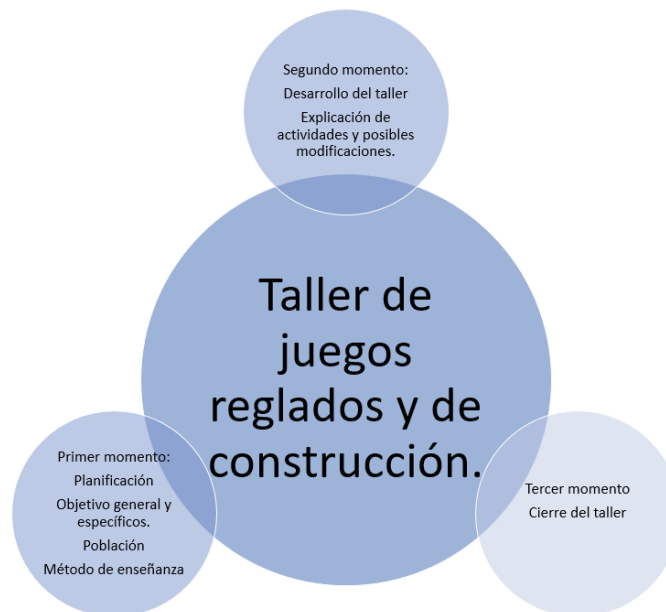 Segundo momento:
Desarrollo del taller
Explicación de
actividades y posibles
modificaciones.
Taller de
juegos
reglados y de
construcción.
Primer momento:
Planificación
Objetivo general y
específicos.
Población
Método de enseñanza
Tercer momento
Cierre del taller